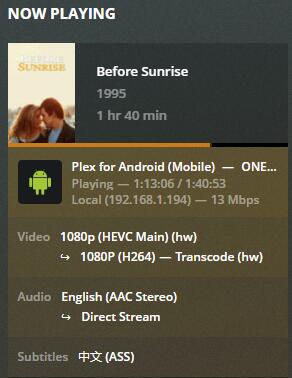 NOW PLAYING
BEFORE SUNRISE
Before Sunrise
1995
1 hr 40 min
Plex for Android (Mobile) — ONE...
Playing — 1:13:06 / 1:40:53
Local (192.168.1.194) — 13 Mbps
Video 1080p (HEVC Main) (hw)
↪ 1080P (H264) — Transcode (hw)
Audio English (AAC Stereo)
↪ Direct Stream
Subtitles 中文 (ASS)